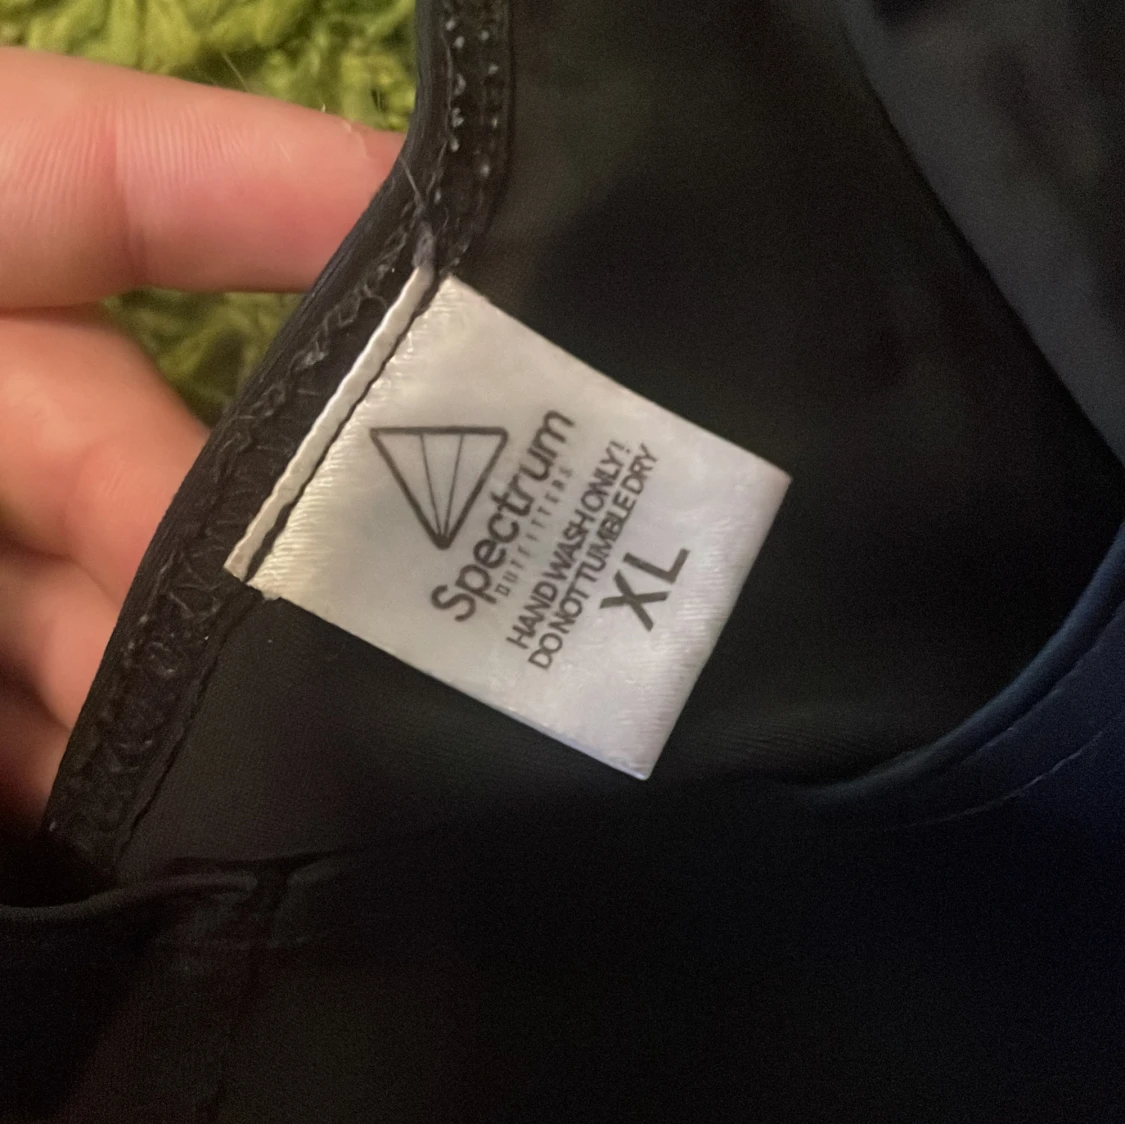 Spectrum
OUTFITTERS
HAND WASH ONLY!
DO NOT TUMBLE DRY
XL